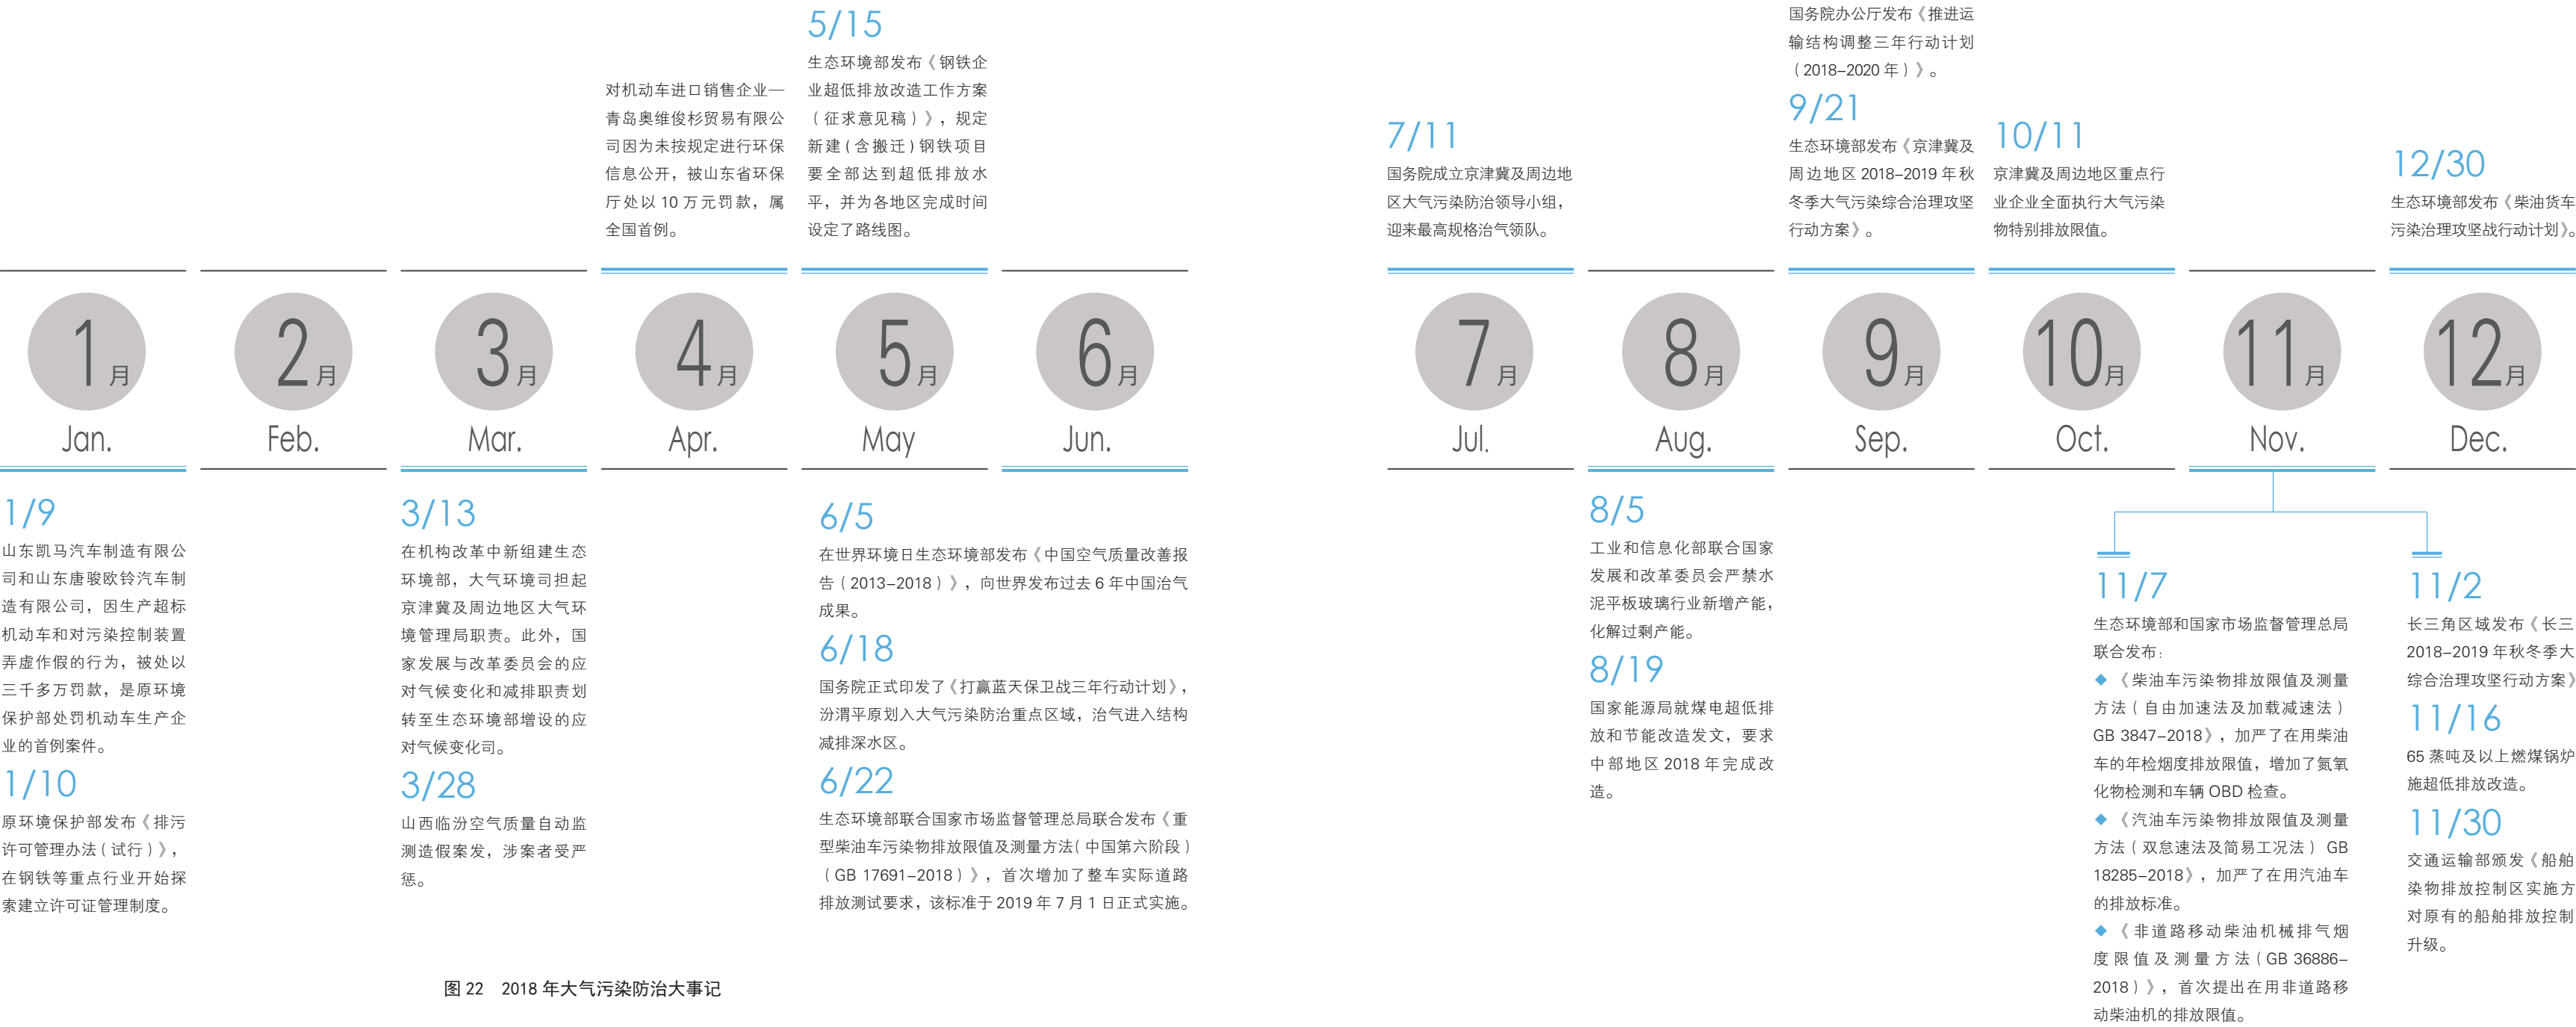 对机动车进口销售企业—
青岛奥维俊杉贸易有限公
司因为未按规定进行环保
信息公开，被山东省环保
厅处以 10 万元罚款，属
全国首例。
5/15
生态环境部发布《钢铁企
业超低排放改造工作方案
（征求意见稿）》，规定
新建(含搬迁)钢铁项目
要全部达到超低排放水
平，并为各地区完成时间
设定了路线图。
7/11
国务院成立京津冀及周边地
区大气污染防治领导小组，
迎来最高规格治气领队。
国务院办公厅发布《推进运
输结构调整三年行动计划
（2018–2020 年）》。
9/21
生态环境部发布《京津冀及
周边地区 2018–2019 年秋
冬季大气污染综合治理攻坚
行动方案》。
10/11
京津冀及周边地区重点行
业企业全面执行大气污染
物特别排放限值。
12/30
生态环境部发布《柴油货车
污染治理攻坚战行动计划》。
1月
2月
3月
4月
5月
6月
7月
8月
9月
10月
11月
12月
Jan.
Feb.
Mar.
Apr.
May
Jun.
Jul.
Aug.
Sep.
Oct.
Nov.
Dec.
1/9
山东凯马汽车制造有限公
司和山东唐骏欧铃汽车制
造有限公司，因生产超标
机动车和对污染控制装置
弄虚作假的行为，被处以
三千多万罚款，是原环境
保护部处罚机动车生产企
业的首例案件。
1/10
原环境保护部发布《排污
许可管理办法（试行）》，
在钢铁等重点行业开始探
索建立许可证管理制度。
3/13
在机构改革中新组建生态
环境部，大气环境司担起
京津冀及周边地区大气环
境管理局职责。此外，国
家发展与改革委员会的应
对气候变化和减排职责划
转至生态环境部增设的应
对气候变化司。
3/28
山西临汾空气质量自动监
测造假案发，涉案者受严
惩。
6/5
在世界环境日生态环境部发布《中国空气质量改善报
告（2013–2018）》，向世界发布过去 6 年中国治气
成果。
6/18
国务院正式印发了《打赢蓝天保卫战三年行动计划》，
汾渭平原划入大气污染防治重点区域，治气进入结构
减排深水区。
6/22
生态环境部联合国家市场监督管理总局联合发布《重
型柴油车污染物排放限值及测量方法（中国第六阶段）
（GB 17691–2018）》，首次增加了整车实际道路
排放测试要求，该标准于 2019 年 7 月 1 日正式实施。
8/5
工业和信息化部联合国家
发展和改革委员会严禁水
泥平板玻璃行业新增产能，
化解过剩产能。
8/19
国家能源局就煤电超低排
放和节能改造发文，要求
中部地区 2018 年完成改
造。
11/7
生态环境部和国家市场监督管理总局
联合发布：
◆ 《柴油车污染物排放限值及测量
方法（自由加速法及加载减速法）
GB 3847–2018》，加严了在用柴油
车的年检烟度排放限值，增加了氮氧
化物检测和车辆 OBD 检查。
◆ 《汽油车污染物排放限值及测量
方法（双怠速法及简易工况法） GB
18285–2018》，加严了在用汽油车
的排放标准。
◆ 《非道路移动柴油机械排气烟
度限值及测量方法（GB 36886–
2018）》，首次提出在用非道路移
动柴油机的排放限值。
11/2
长三角区域发布《长三
2018–2019 年秋冬季大
综合治理攻坚行动方案》
11/16
65 蒸吨及以上燃煤锅炉
施超低排放改造。
11/30
交通运输部颁发《船舶
染物排放控制区实施方
对原有的船舶排放控制
升级。
图 22 2018 年大气污染防治大事记